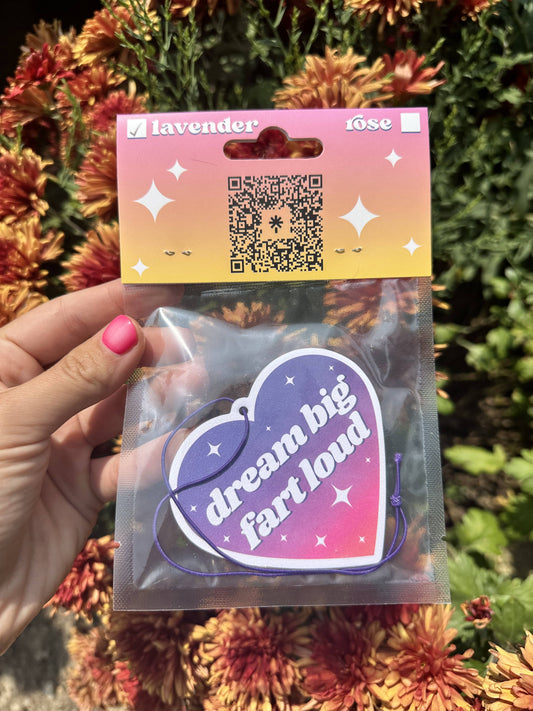 lavender rose
dream big
fart loud